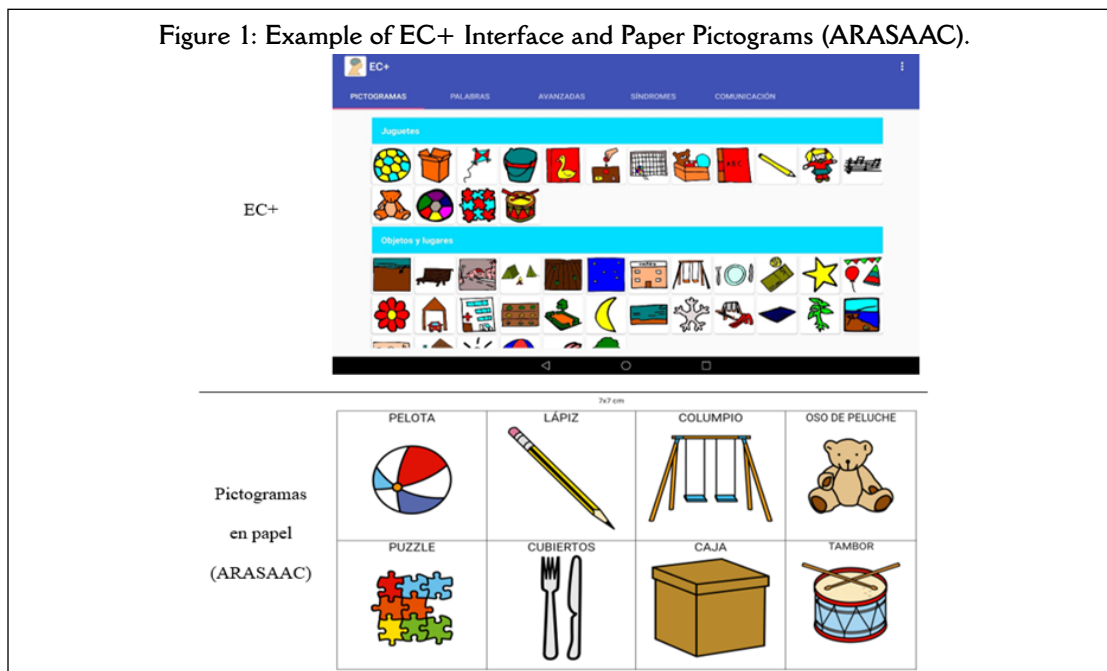 Figure 1: Example of EC+ Interface and Paper Pictograms (ARASAAC).
EC+
PICTOGRAMAS PALABRAS AVANZADAS SÍNDROMES COMUNICACIÓN
Juguetes
ABC
EC+
Objetos y lugares
7x7 cm
PELOTA LÁPIZ COLUMPIO OSO DE PELUCHE
Pictogramas
en papel
(ARASAAC)
PUZZLE CUBIERTOS CAJA TAMBOR